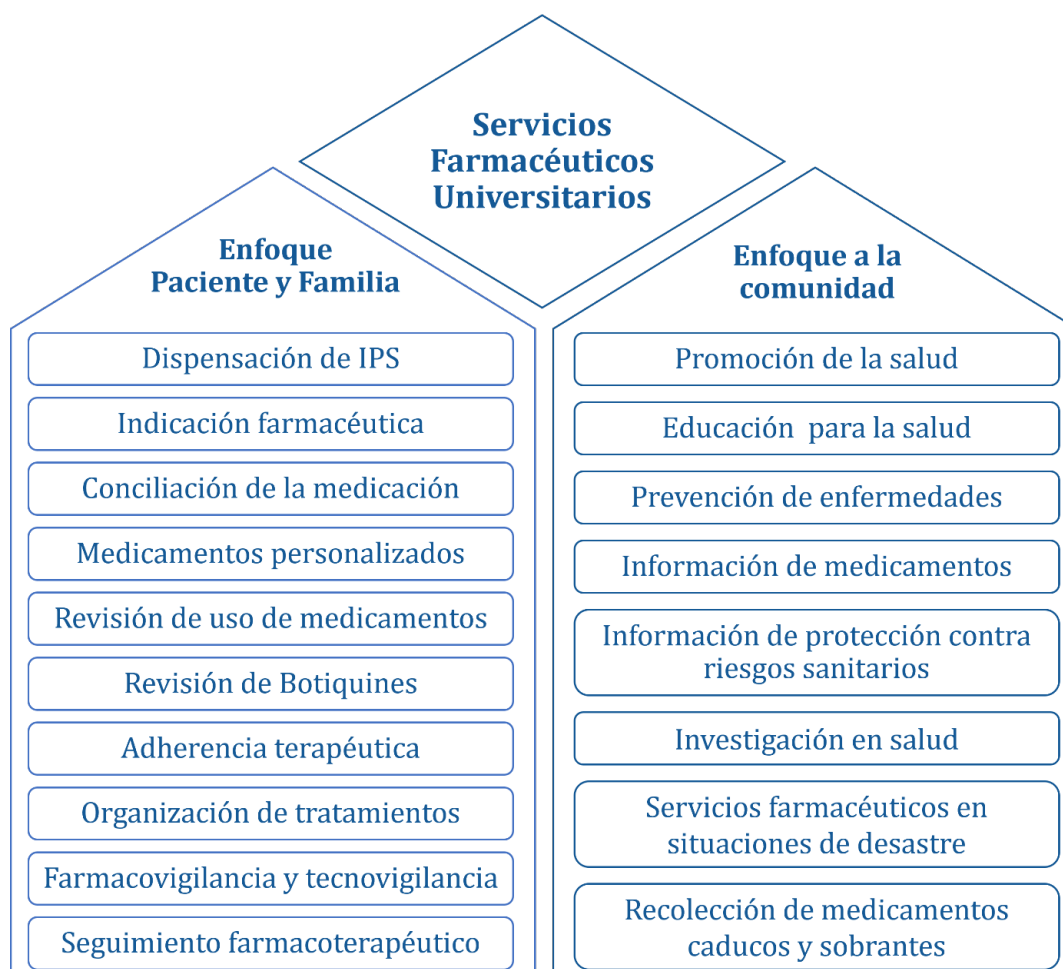 Servicios
Farmacéuticos
Universitarios
Enfoque
Paciente y Familia
Dispensación de IPS
Indicación farmacéutica
Conciliación de la medicación
Medicamentos personalizados
Revisión de uso de medicamentos
Revisión de Botiquines
Adherencia terapéutica
Organización de tratamientos
Farmacovigilancia y tecnovigilancia
Seguimiento farmacoterapéutico
Enfoque a la
comunidad
Promoción de la salud
Educación para la salud
Prevención de enfermedades
Información de medicamentos
Información de protección contra
riesgos sanitarios
Investigación en salud
Servicios farmacéuticos en
situaciones de desastre
Recolección de medicamentos
caducos y sobrantes